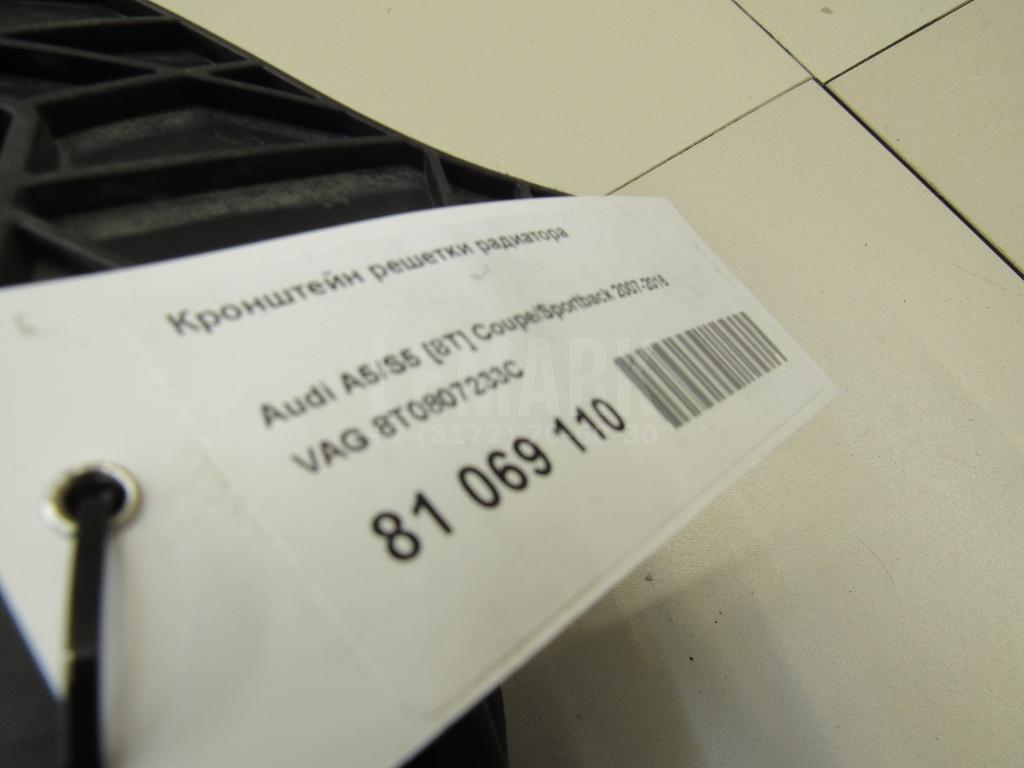 Кронштейн решетки радиатора
Audi A5/S5 [8T] Coupe/Sportback 2007-2016
VAG 8T0807233C
81 069 110